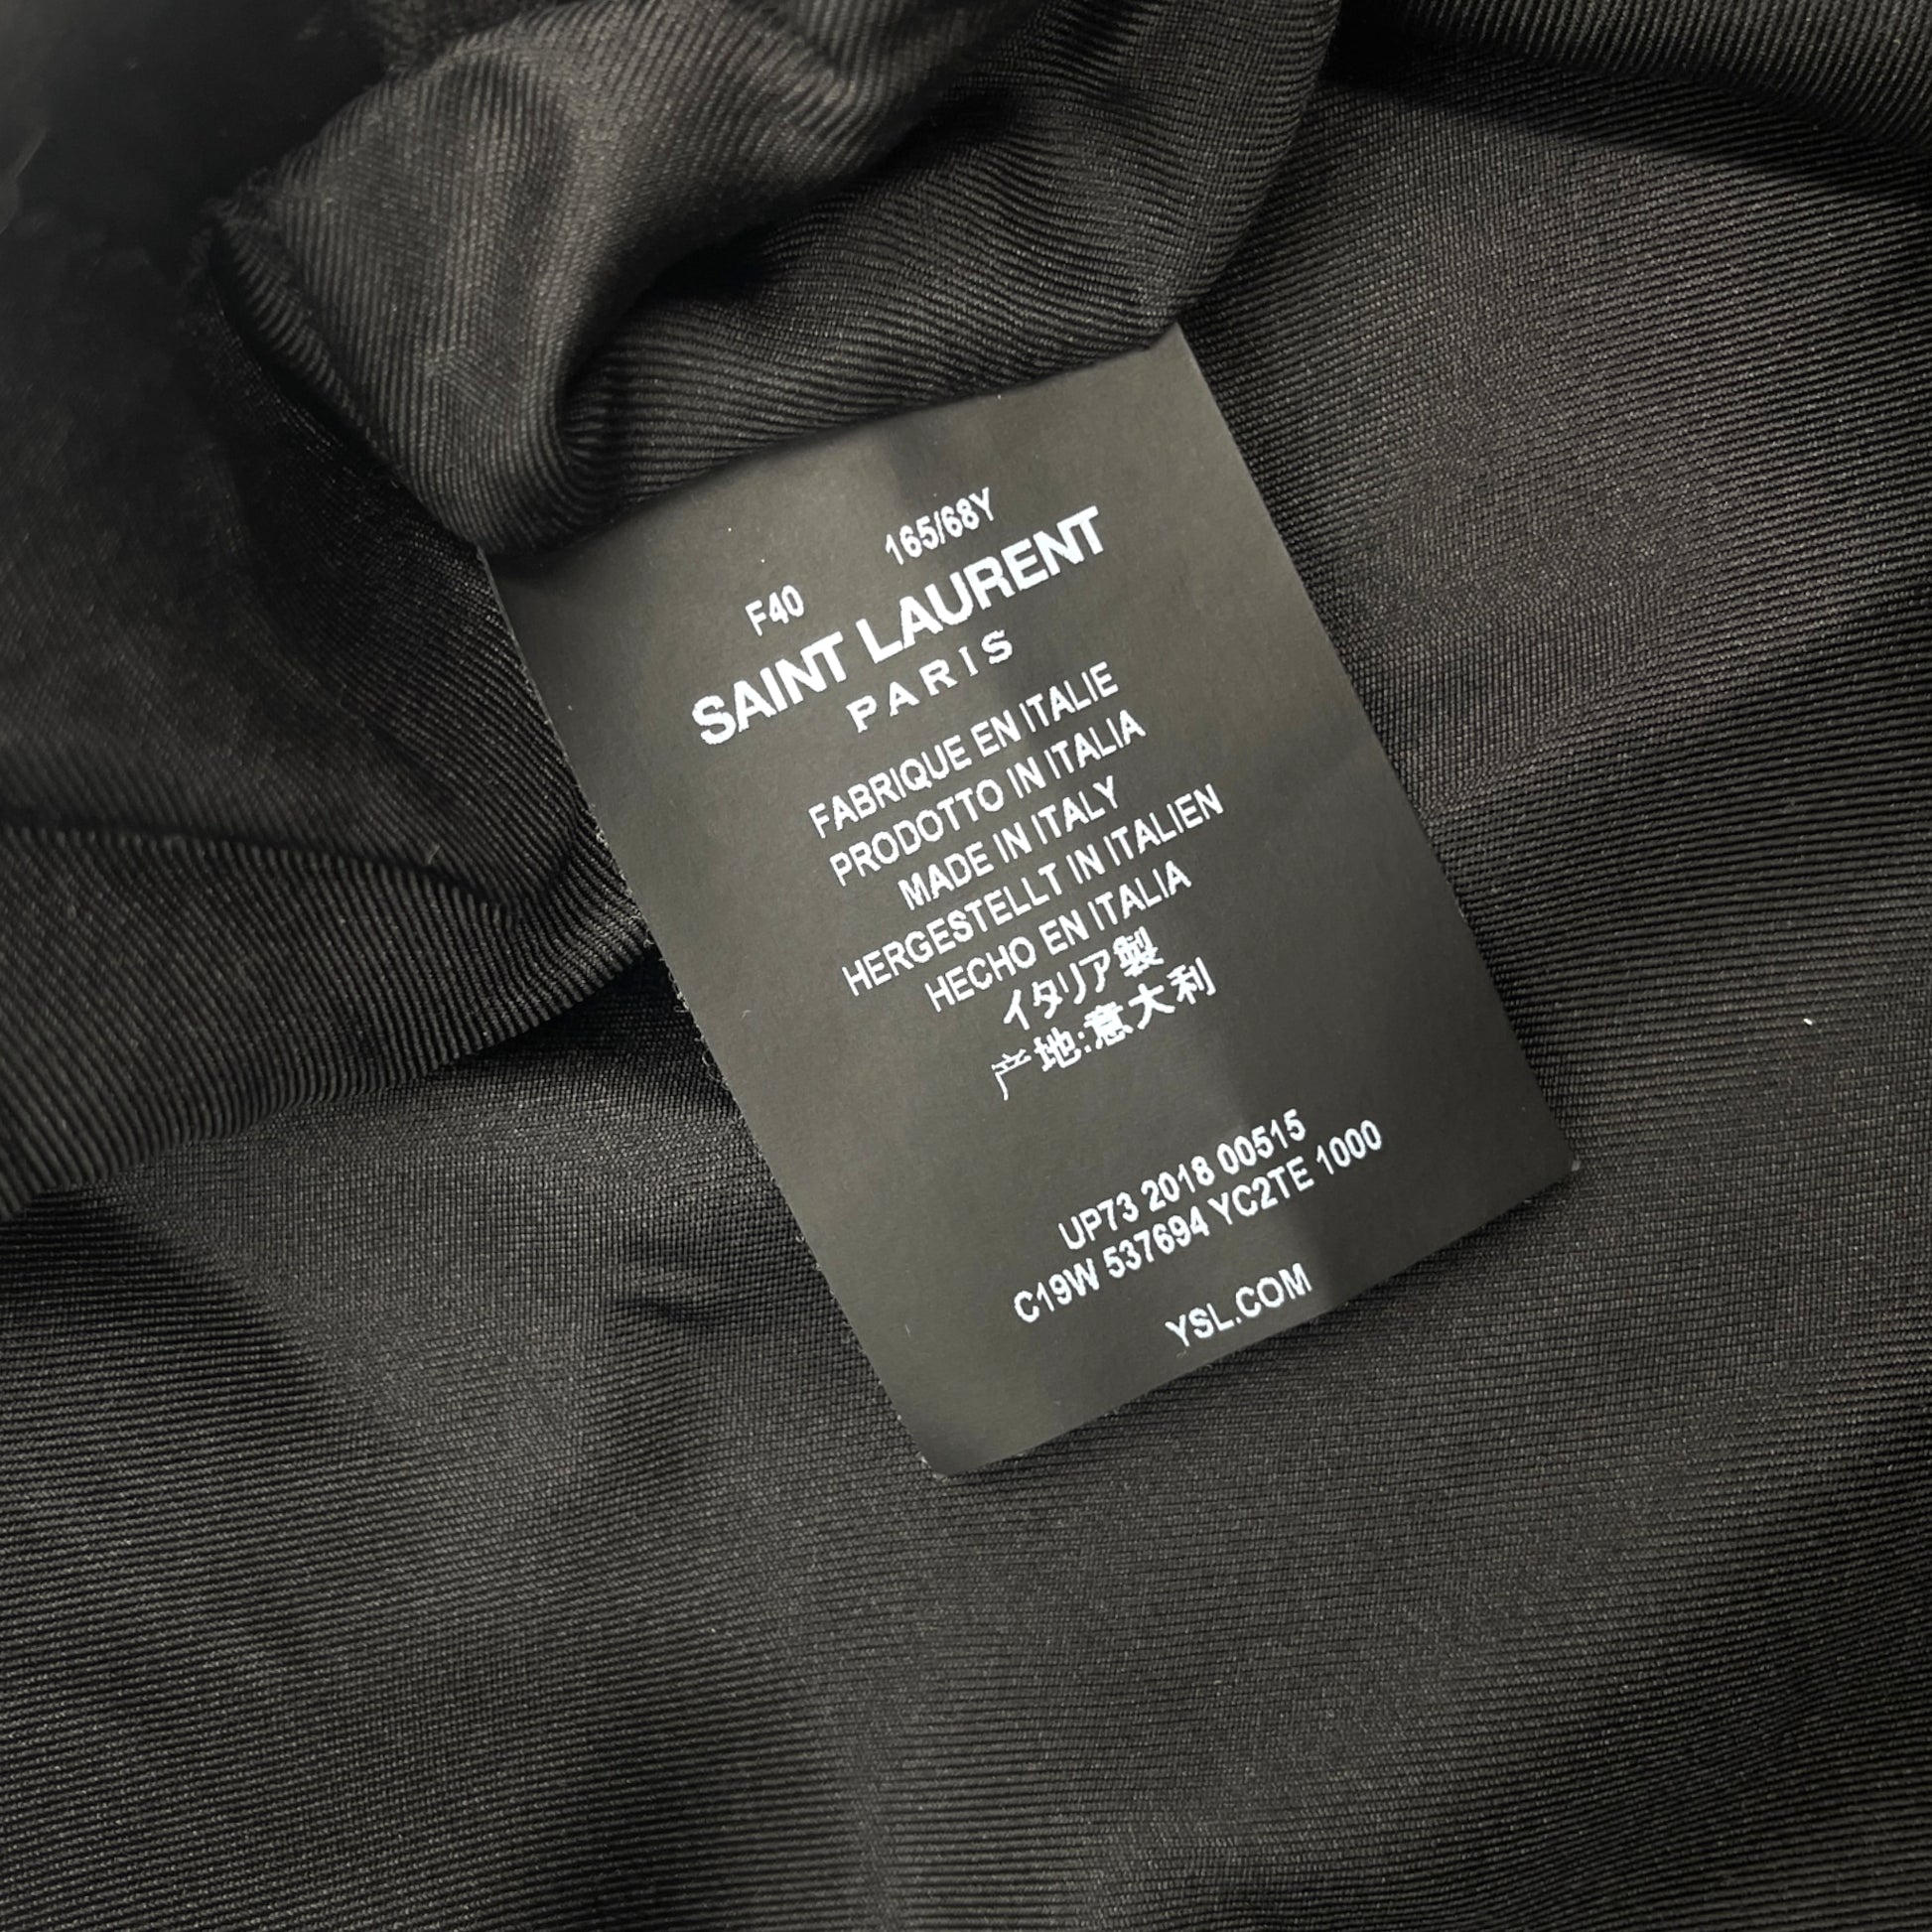 F40 165/68Y
SAINT LAURENT
PARIS
FABRIQUE EN ITALIE
PRODOTTO IN ITALIA
MADE IN ITALY
HERGESTELLT IN ITALIEN
HECHO EN ITALIA
イタリア製
产地:意大利
UP73 2018 00515
C19W 537694 YC2TE 1000
YSL.COM